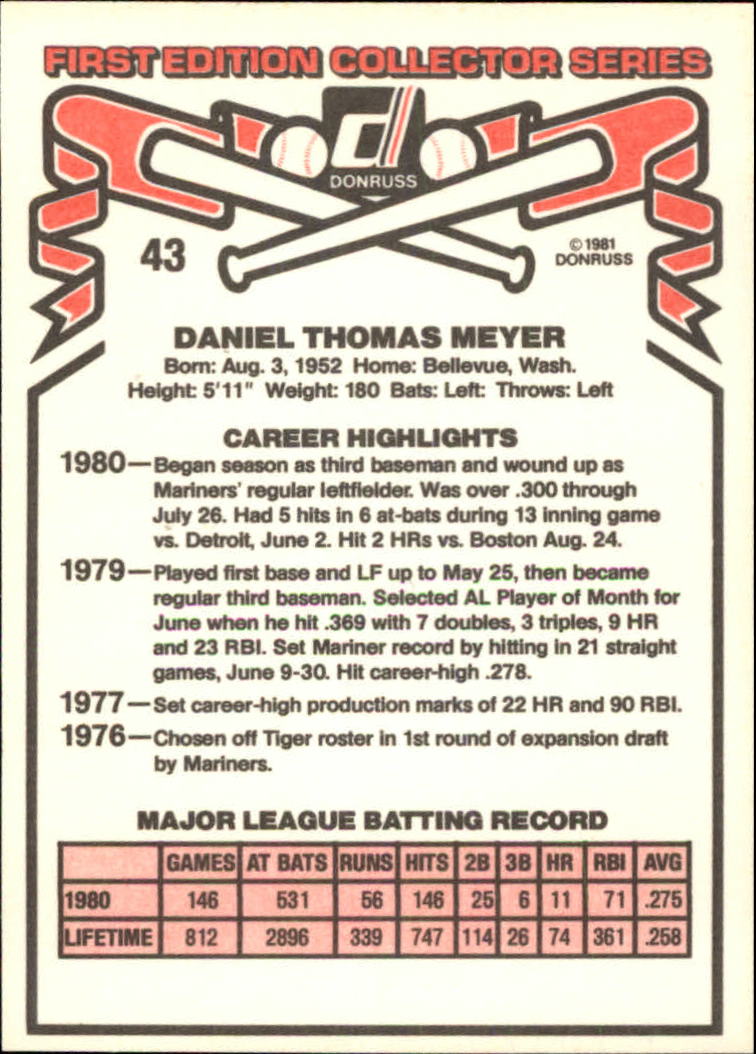 FIRST EDITION COLLECTOR SERIES
d
DONRUSS
43
© 1981
DONRUSS
DANIEL THOMAS MEYER
Born: Aug. 3, 1952 Home: Bellevue, Wash.
Height: 5'11" Weight: 180 Bats: Left: Throws: Left
CAREER HIGHLIGHTS
1980—Began season as third baseman and wound up as
Mariners' regular leftfielder. Was over .300 through
July 26. Had 5 hits in 6 at-bats during 13 inning game
vs. Detroit, June 2. Hit 2 HRs vs. Boston Aug. 24.
1979—Played first base and LF up to May 25, then became
regular third baseman. Selected AL Player of Month for
June when he hit .369 with 7 doubles, 3 triples, 9 HR
and 23 RBI. Set Mariner record by hitting in 21 straight
games, June 9-30. Hit career-high .278.
1977—Set career-high production marks of 22 HR and 90 RBI.
1976—Chosen off Tiger roster in 1st round of expansion draft
by Mariners.
MAJOR LEAGUE BATTING RECORD
GAMES AT BATS RUNS HITS 2B 3B HR RBI AVG
1980 146 531 56 146 25 6 11 71 .275
LIFETIME 812 2896 339 747 114 26 74 361 .258